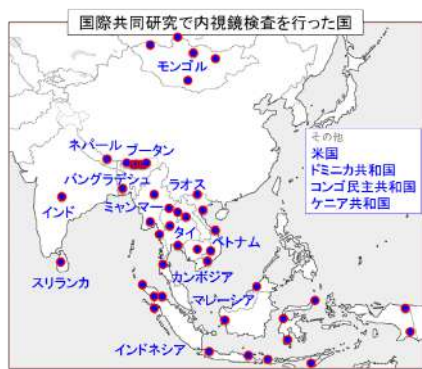 国際共同研究で内視鏡検査を行った国
モンゴル
その他
米国
ドミニカ共和国
コンゴ民主共和国
ケニア共和国
ネパール
ブータン
バングラデシュ
ラオス
インド
ミャンマー
タイ
ベトナム
スリランカ
カンボジア
マレーシア
インドネシア